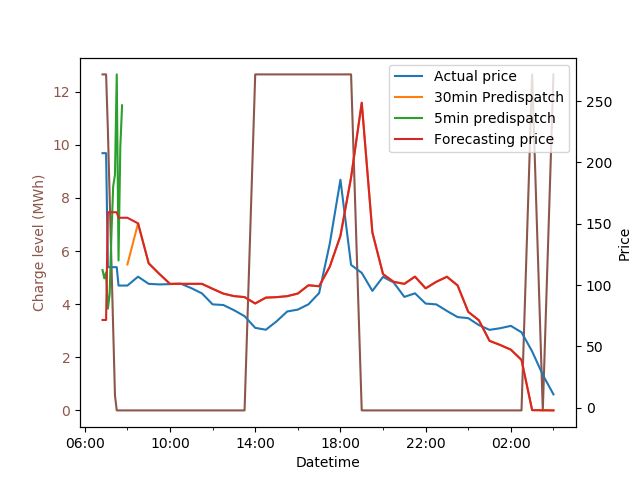 Actual price
30min Predispatch
5min predispatch
Forecasting price
12
10
8
6
4
2
0
250
200
150
100
50
0
06:00
10:00
14:00
18:00
22:00
02:00
Charge level (MWh)
Price
Datetime